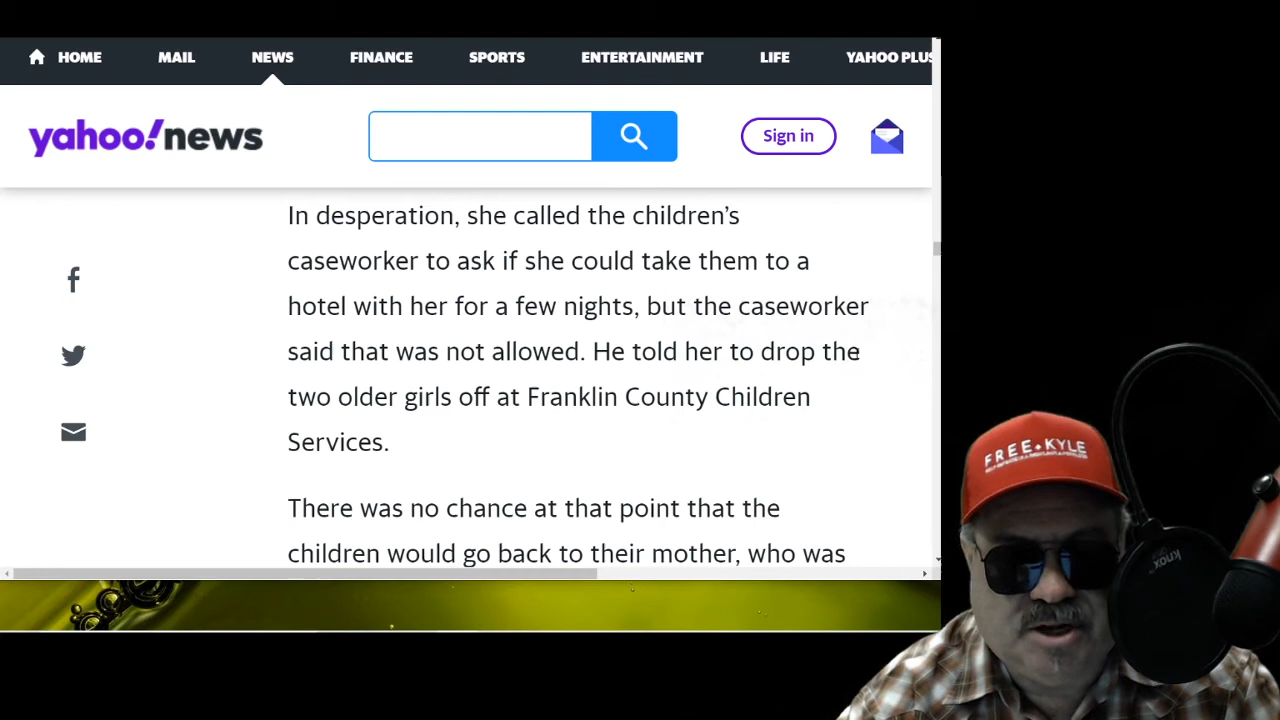 HOME MAIL NEWS FINANCE SPORTS ENTERTAINMENT LIFE YAHOO PLUS
yahoo!news
Sign in
In desperation, she called the children’s
caseworker to ask if she could take them to a
hotel with her for a few nights, but the caseworker
said that was not allowed. He told her to drop the
two older girls off at Franklin County Children
Services.
There was no chance at that point that the
children would go back to their mother, who was
FREE KYLE
knox